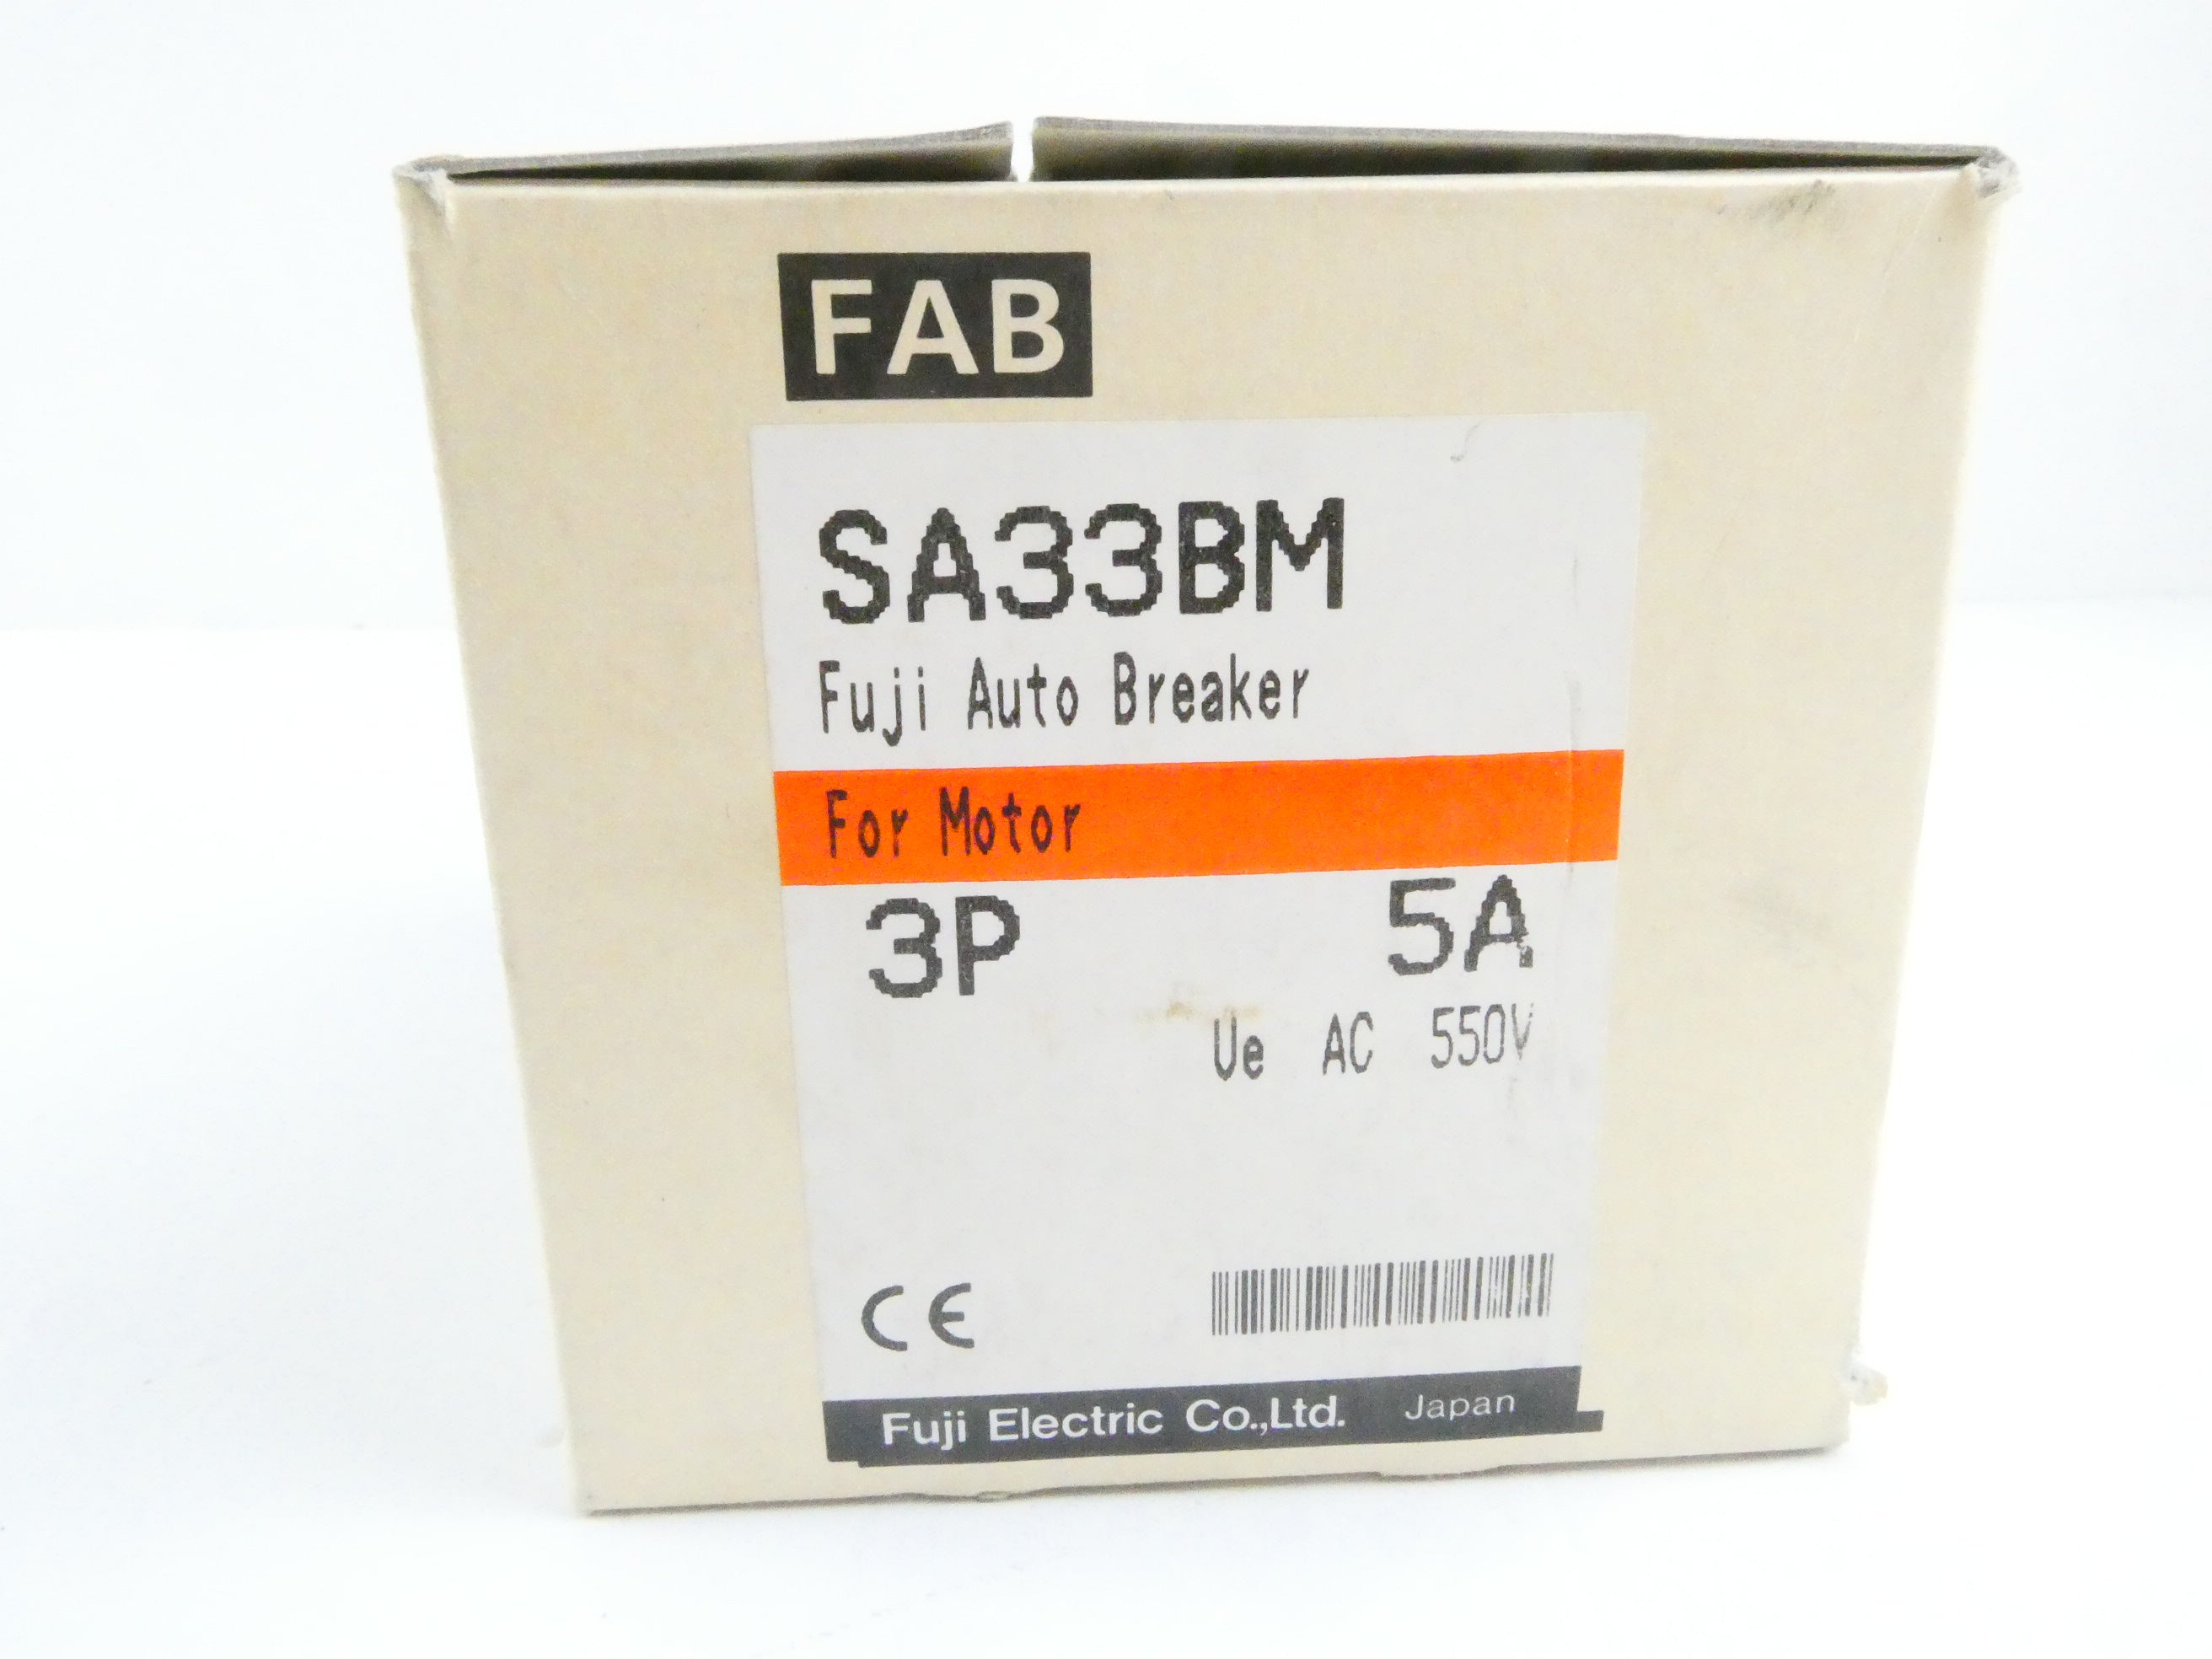 FAB
SA33BM
Fuji Auto Breaker
For Motor
3P 5A
Ue AC 550V
CE
Fuji Electric Co.,Ltd. Japan